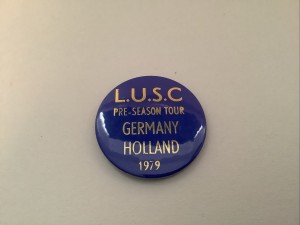 L.U.S.C
PRE-SEASON TOUR
GERMANY
HOLLAND
1979